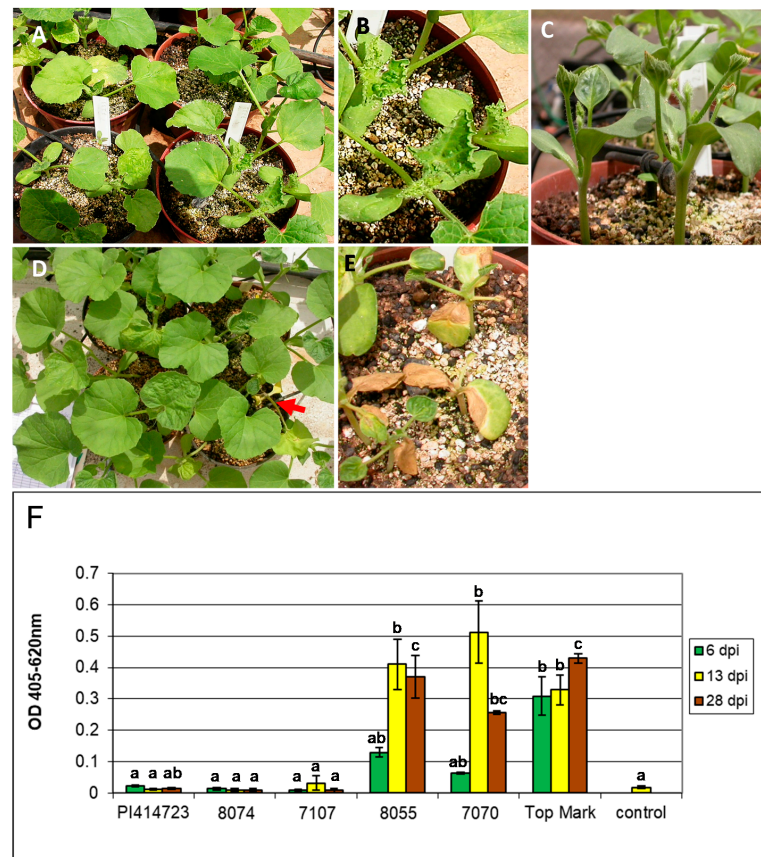 A
B
C
D
E
F
OD 405-620nm
0.7
0.6
0.5
0.4
0.3
0.2
0.1
0
a a ab
a a a
a a a
ab b c
ab b bc
b b c
a
PI414723 8074 7107 8055 7070 Top Mark control
6 dpi
13 dpi
28 dpi